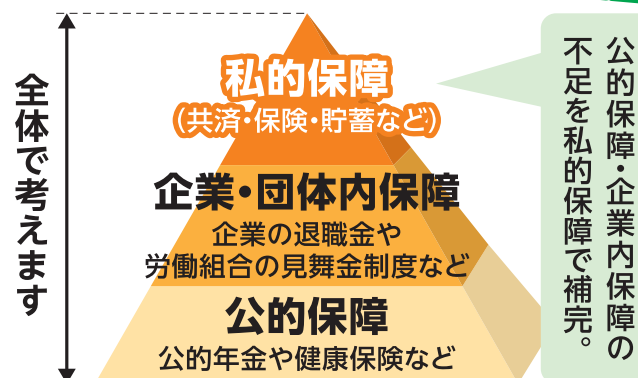 全体で考えます
私的保障
(共済・保険・貯蓄など)
企業・団体内保障
企業の退職金や
労働組合の見舞金制度など
公的保障
公的年金や健康保険など
公的保障・企業内保障の
不足を私的保障で補完。